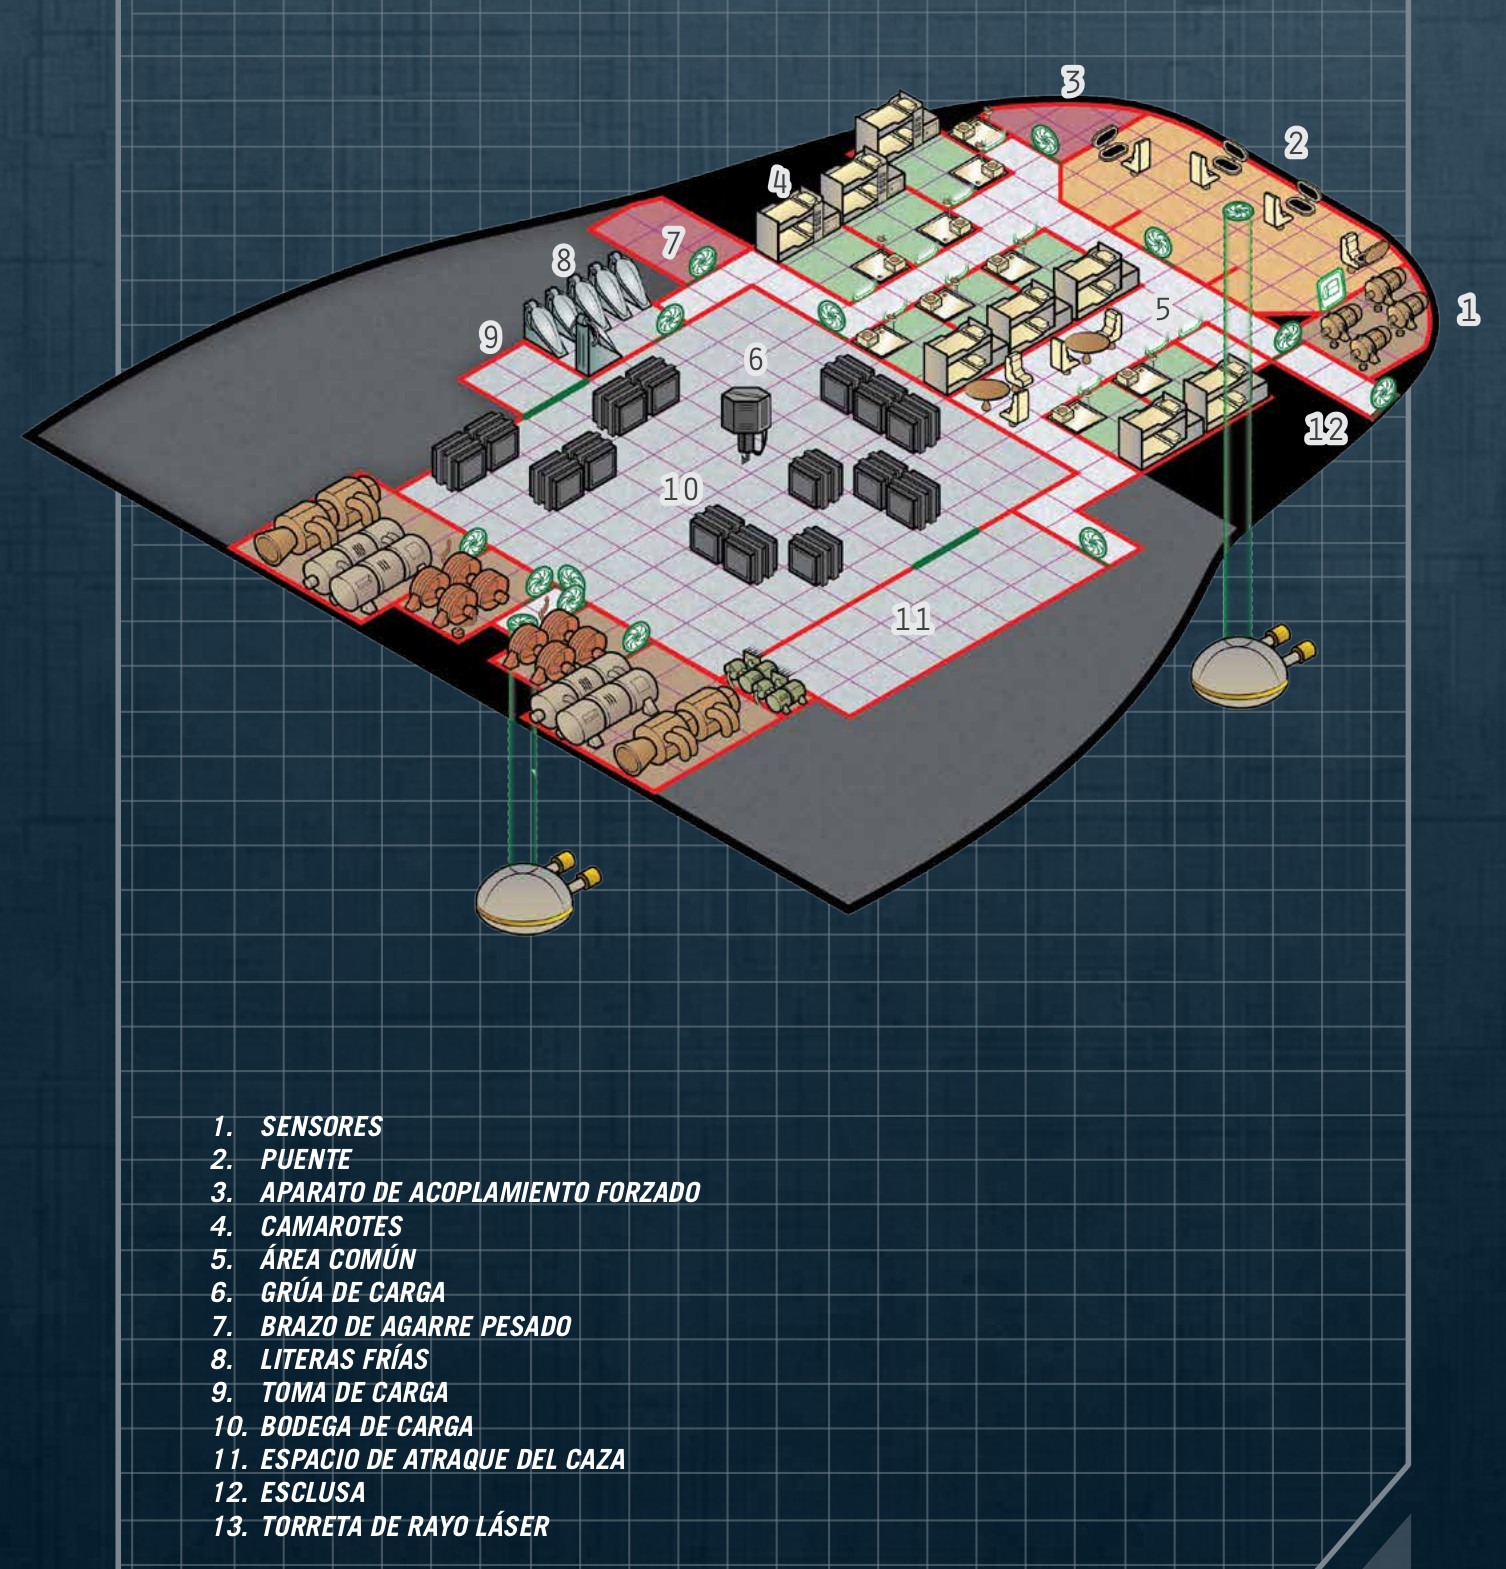 3
2
4
7
8
1
5
9
6
12
10
11
1. SENSORES
2. PUENTE
3. APARATO DE ACOPLAMIENTO FORZADO
4. CAMAROTES
5. ÁREA COMÚN
6. GRÚA DE CARGA
7. BRAZO DE AGARRE PESADO
8. LITERAS FRÍAS
9. TOMA DE CARGA
10. BODEGA DE CARGA
11. ESPACIO DE ATRAQUE DEL CAZA
12. ESCLUSA
13. TORRETA DE RAYO LÁSER